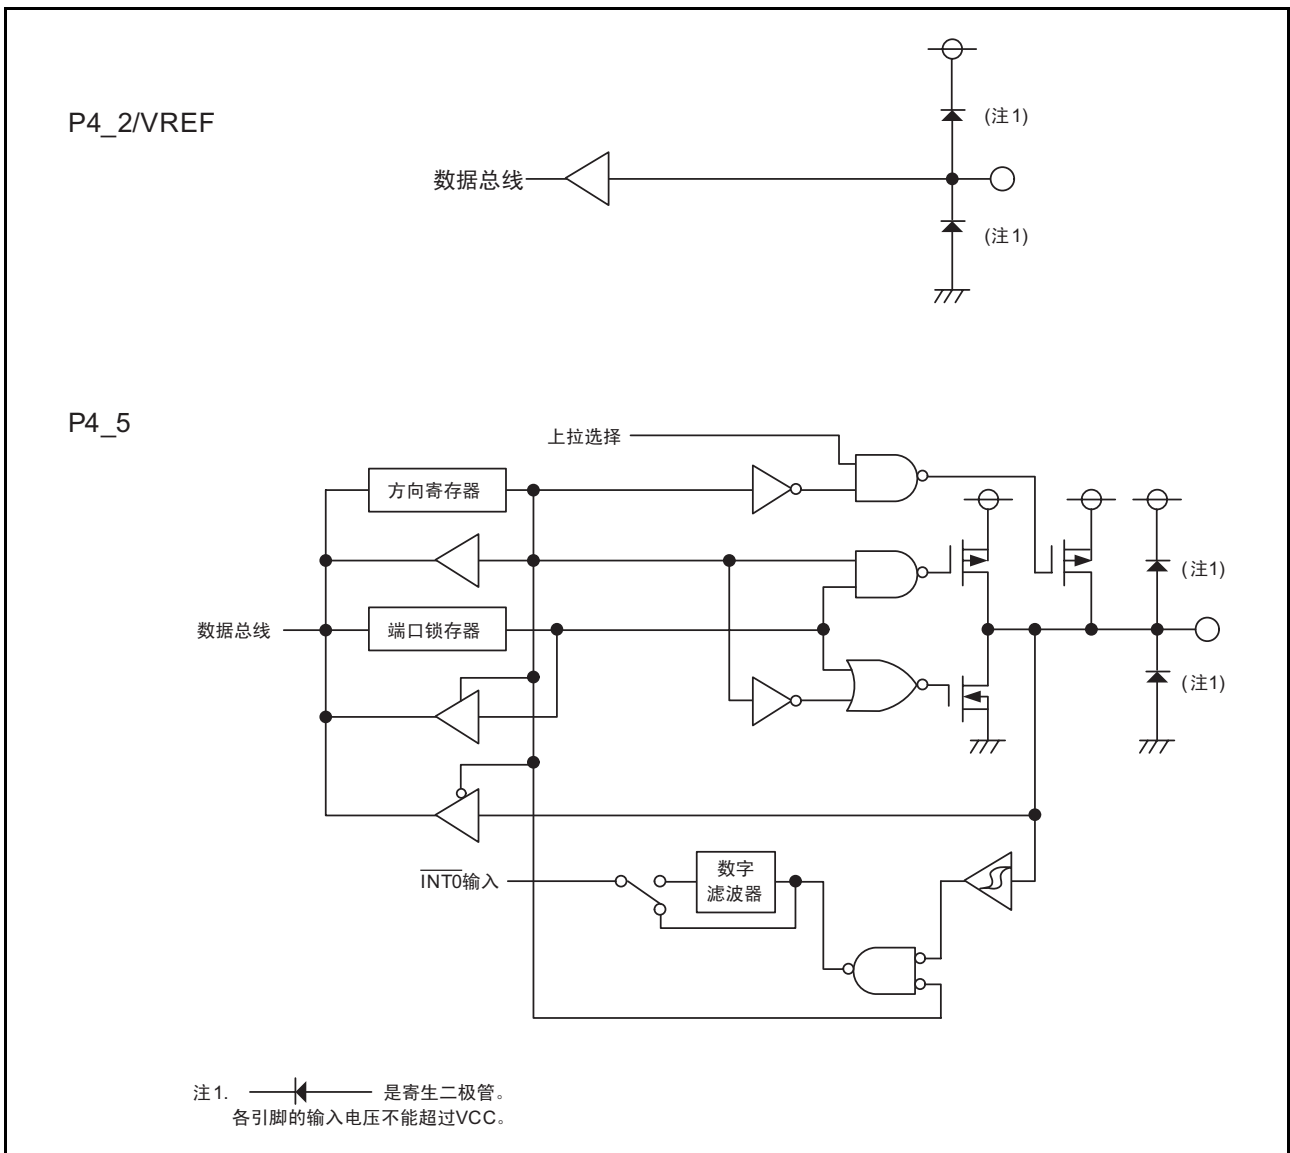 P4_2/VREF
(注1)
数据总线
(注1)
P4_5
上拉选择
方向寄存器
(注1)
数据总线
端口锁存器
(注1)
数字
滤波器
INT0输入
注1. 是寄生二极管。
各引脚的输入电压不能超过VCC。